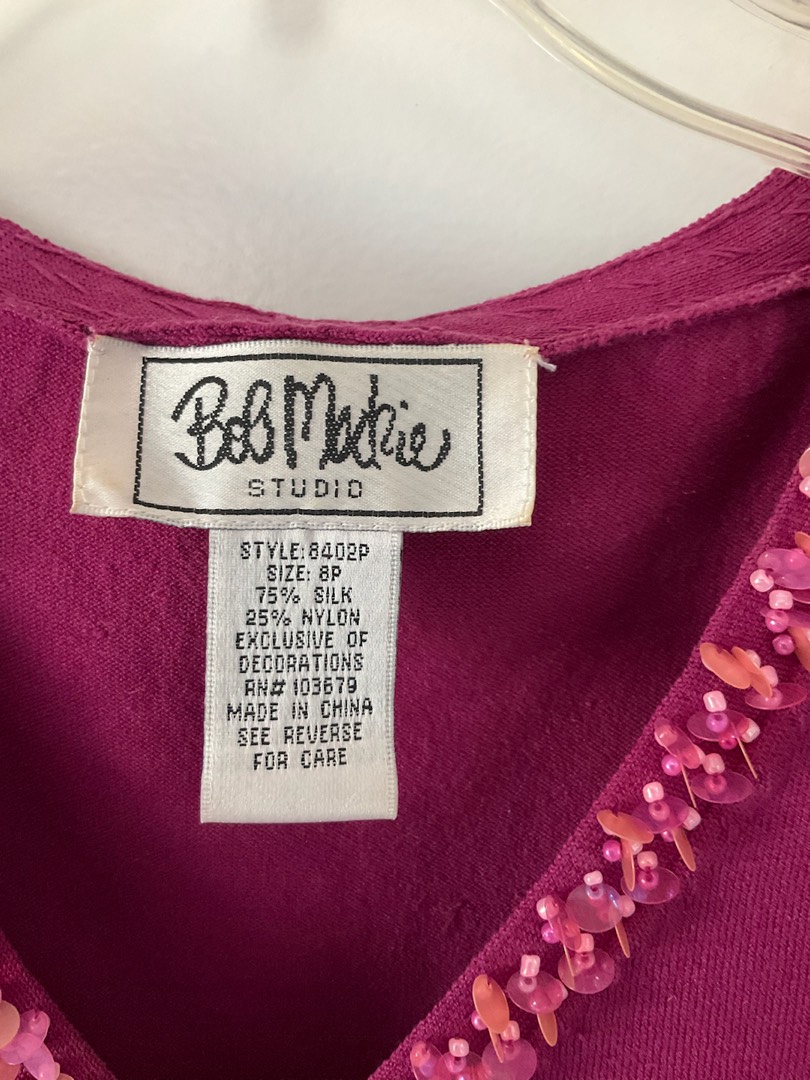 Bob Mackie
STUDIO
STYLE:8402P
SIZE: 8P
75% SILK
25% NYLON
EXCLUSIVE OF
DECORATIONS
RN# 103679
MADE IN CHINA
SEE REVERSE
FOR CARE